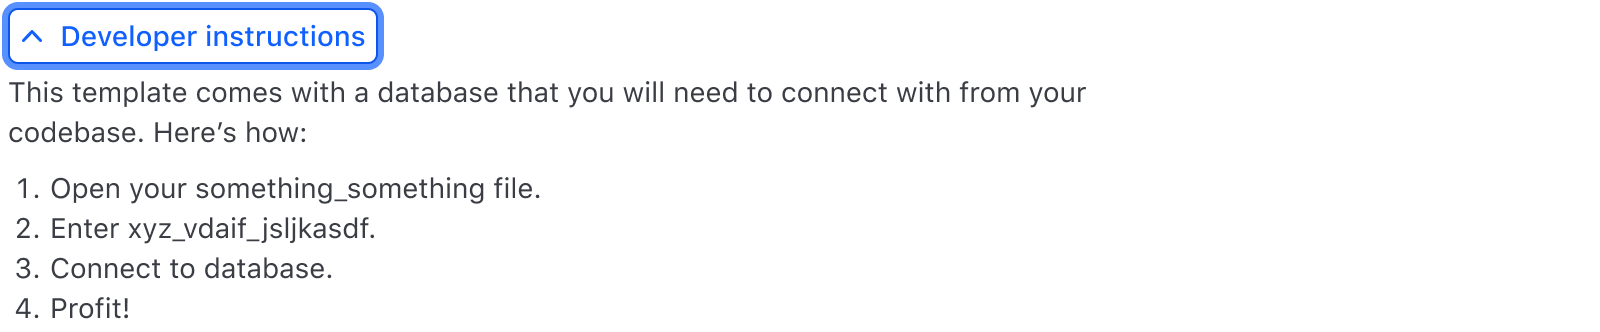 Developer instructions
This template comes with a database that you will need to connect with from your
codebase. Here’s how:
1. Open your something_something file.
2. Enter xyz_vdaif_jsljkasdf.
3. Connect to database.
4. Profit!